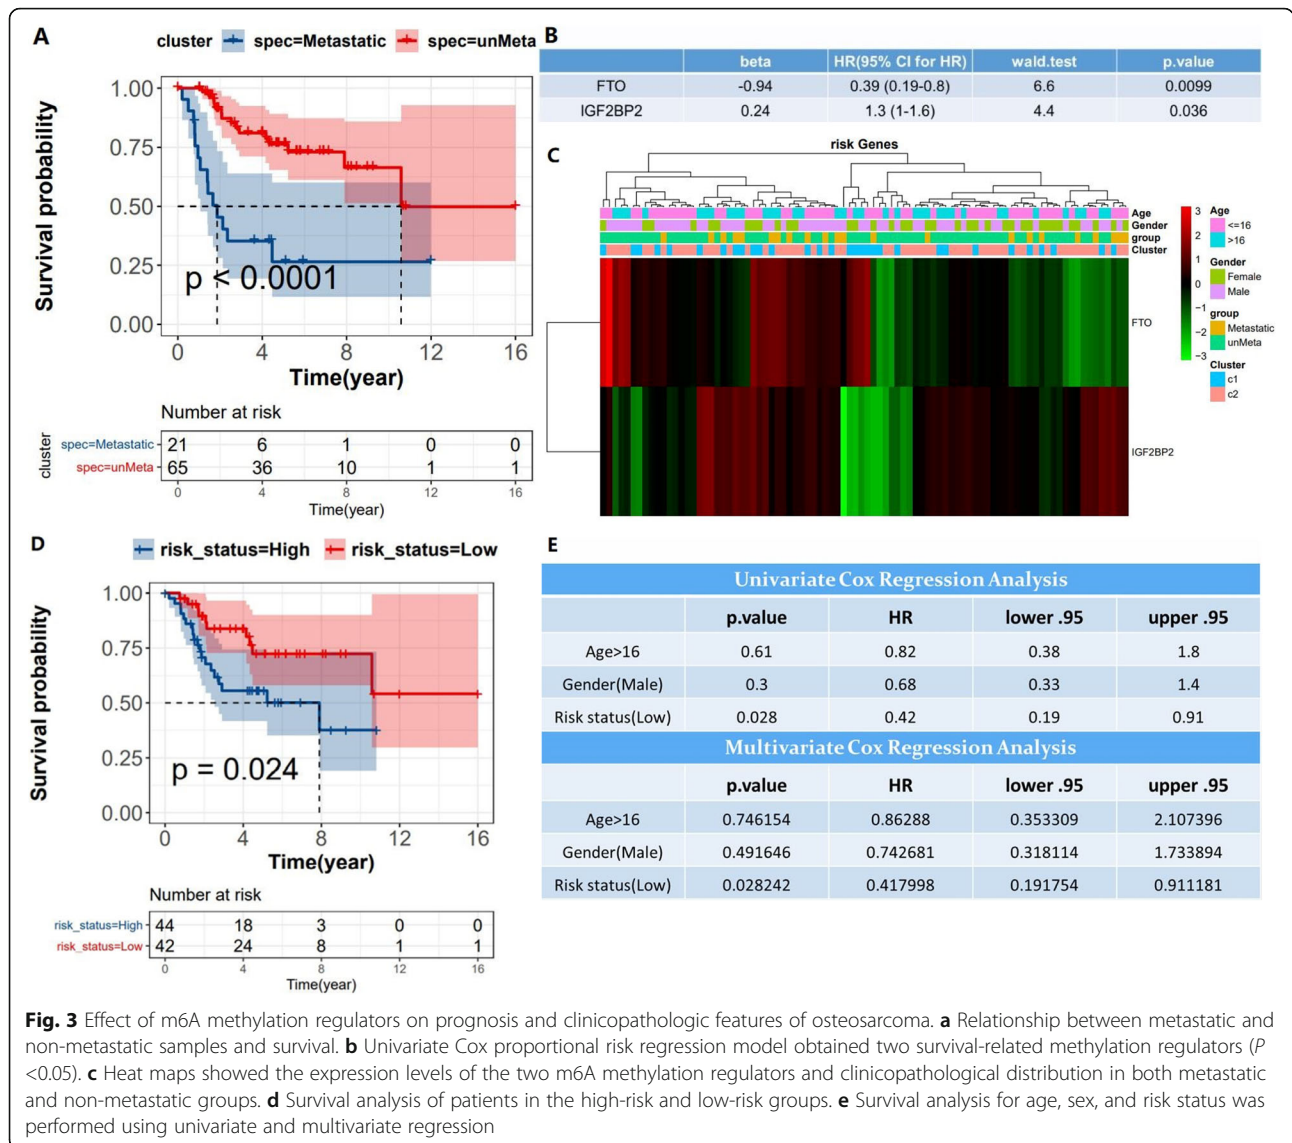 A
cluster spec=Metastatic spec=unMeta
Survival probability
1.00
0.75
0.50
0.25
0.00
p < 0.0001
0 4 8 12 16
Time(year)
Number at risk
cluster
spec=Metastatic 21 6 1 0 0
spec=unMeta 65 36 10 1 1
0 4 8 12 16
Time(year)
B
beta HR(95% CI for HR) wald.test p.value
FTO -0.94 0.39 (0.19-0.8) 6.6 0.0099
IGF2BP2 0.24 1.3 (1-1.6) 4.4 0.036
C
risk Genes
Age
Gender
group
Cluster
FTO
IGF2BP2
3
2
1
0
−1
−2
−3
Age
<=16
>16
Gender
Female
Male
group
Metastatic
unMeta
Cluster
c1
c2
D
risk_status=High risk_status=Low
Survival probability
1.00
0.75
0.50
0.25
0.00
p = 0.024
0 4 8 12 16
Time(year)
Number at risk
risk_status=High 44 18 3 0 0
risk_status=Low 42 24 8 1 1
0 4 8 12 16
Time(year)
E
Univariate Cox Regression Analysis
p.value HR lower .95 upper .95
Age>16 0.61 0.82 0.38 1.8
Gender(Male) 0.3 0.68 0.33 1.4
Risk status(Low) 0.028 0.42 0.19 0.91
Multivariate Cox Regression Analysis
p.value HR lower .95 upper .95
Age>16 0.746154 0.86288 0.353309 2.107396
Gender(Male) 0.491646 0.742681 0.318114 1.733894
Risk status(Low) 0.028242 0.417998 0.191754 0.911181
Fig. 3 Effect of m6A methylation regulators on prognosis and clinicopathologic features of osteosarcoma. a Relationship between metastatic and
non-metastatic samples and survival. b Univariate Cox proportional risk regression model obtained two survival-related methylation regulators (P
<0.05). c Heat maps showed the expression levels of the two m6A methylation regulators and clinicopathological distribution in both metastatic
and non-metastatic groups. d Survival analysis of patients in the high-risk and low-risk groups. e Survival analysis for age, sex, and risk status was
performed using univariate and multivariate regression